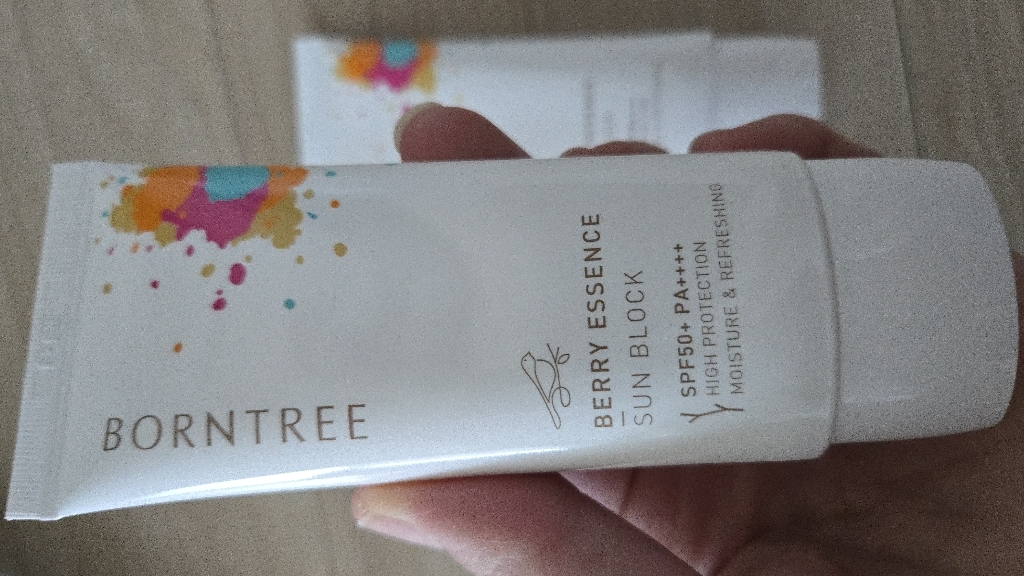 BORNTREE
BERRY ESSENCE
SUN BLOCK
SPF50+ PA++++
HIGH PROTECTION
MOISTURE & REFRESHING